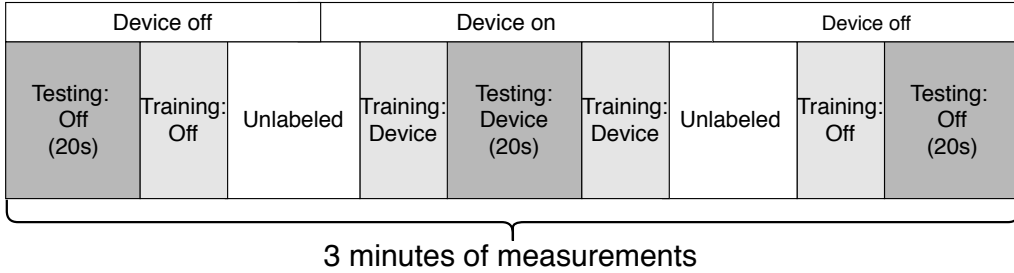 Device off
Device on
Device off
Testing:
Off
(20s)
Training:
Off
Unlabeled
Training:
Device
Testing:
Device
(20s)
Training:
Device
Unlabeled
Training:
Off
Testing:
Off
(20s)
3 minutes of measurements